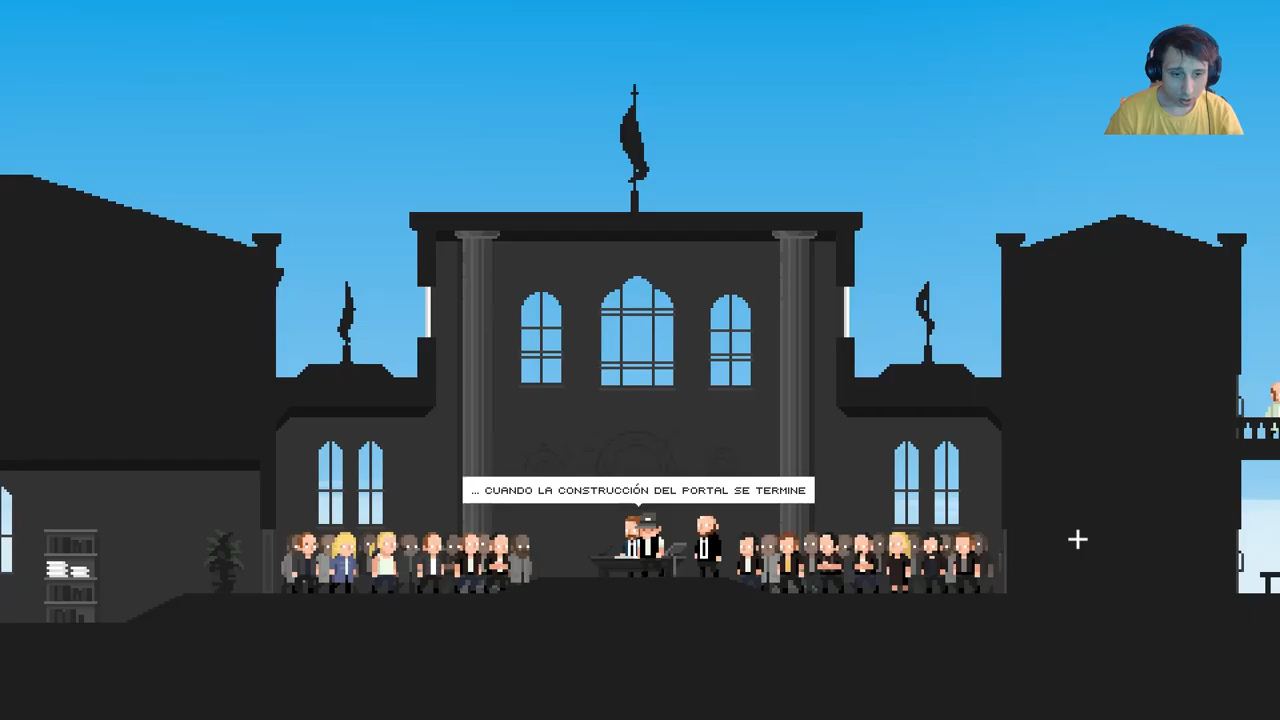 ... CUANDO LA CONSTRUCCIÓN DEL PORTAL SE TERMINE